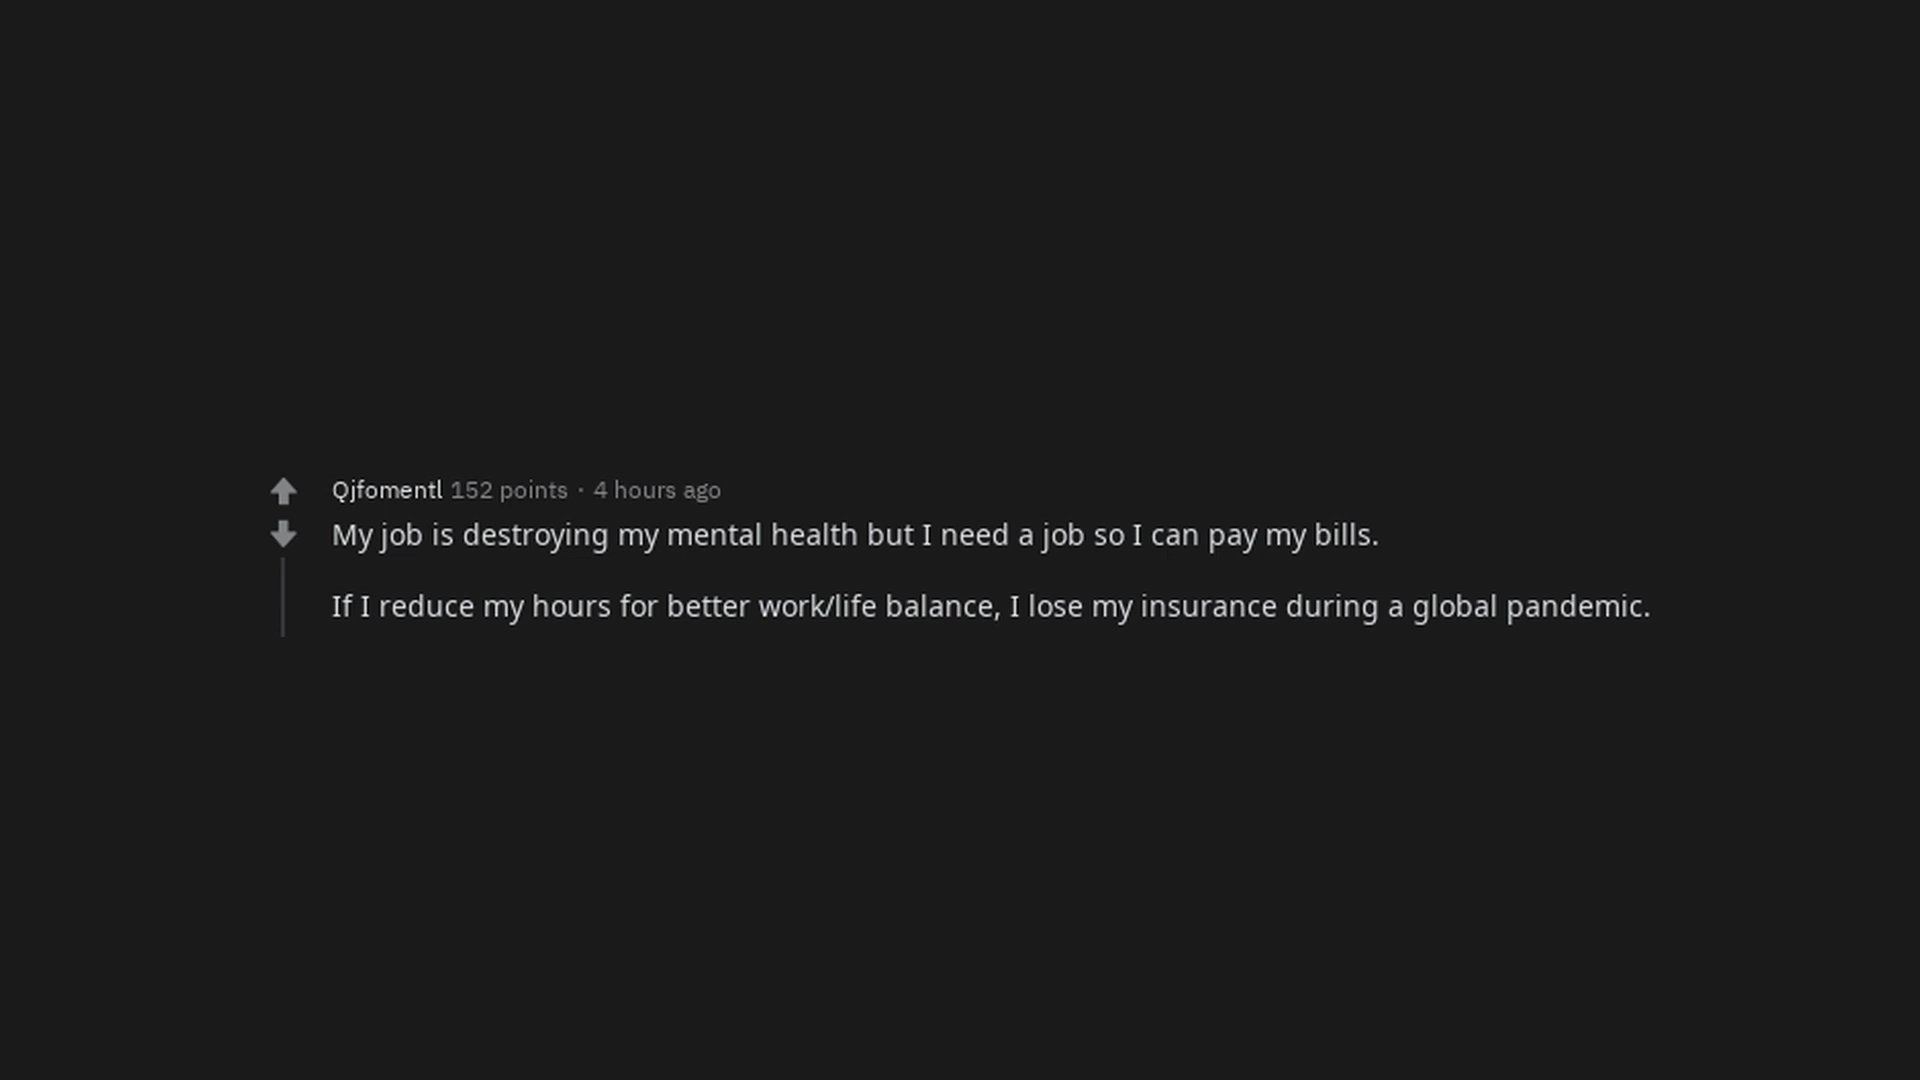 Qjfomentl 152 points · 4 hours ago
My job is destroying my mental health but I need a job so I can pay my bills.
If I reduce my hours for better work/life balance, I lose my insurance during a global pandemic.